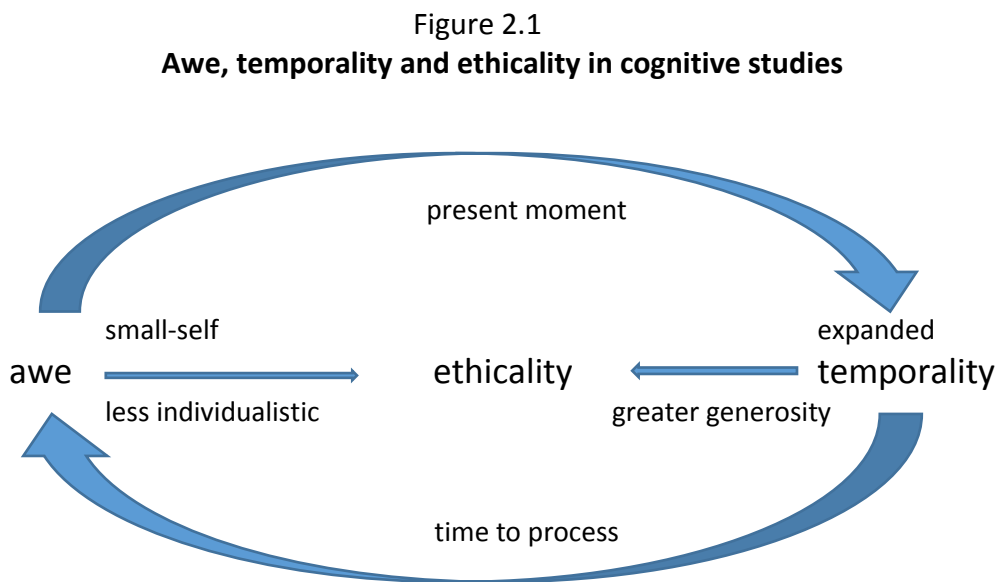 Figure 2.1
Awe, temporality and ethicality in cognitive studies
present moment
small-self
expanded
awe
ethicality
temporality
less individualistic
greater generosity
time to process